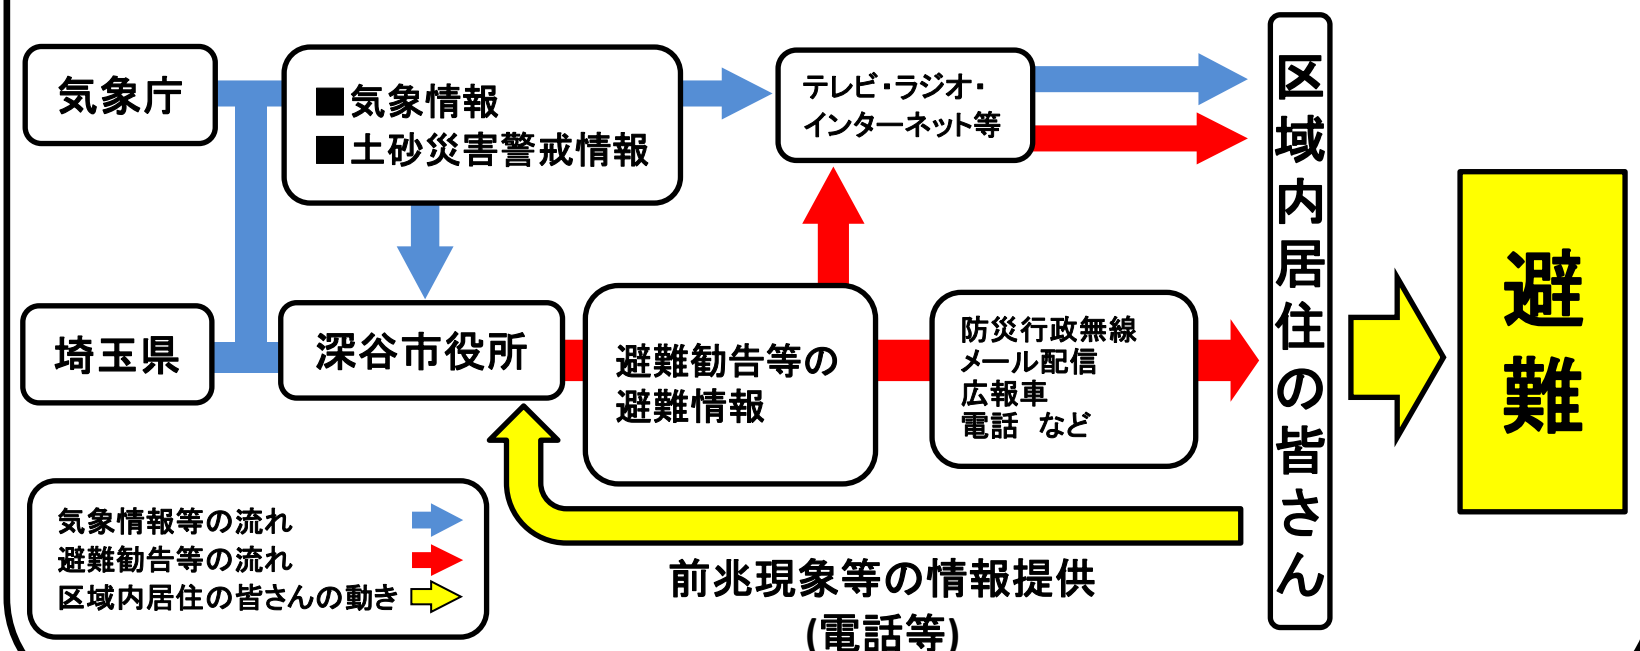 気象庁
■気象情報
■土砂災害警戒情報
テレビ・ラジオ・
インターネット等
区域内居住の皆さん
避難
埼玉県
深谷市役所
避難勧告等の
避難情報
防災行政無線
メール配信
広報車
電話　など
気象情報等の流れ
避難勧告等の流れ
区域内居住の皆さんの動き
前兆現象等の情報提供
(電話等)